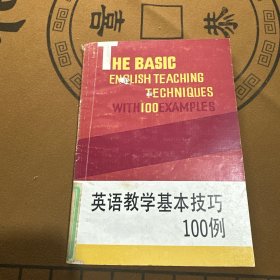 THE BASIC
ENGLISH TEACHING
TECHNIQUES
WITH 100 EXAMPLES
英语教学基本技巧
100例